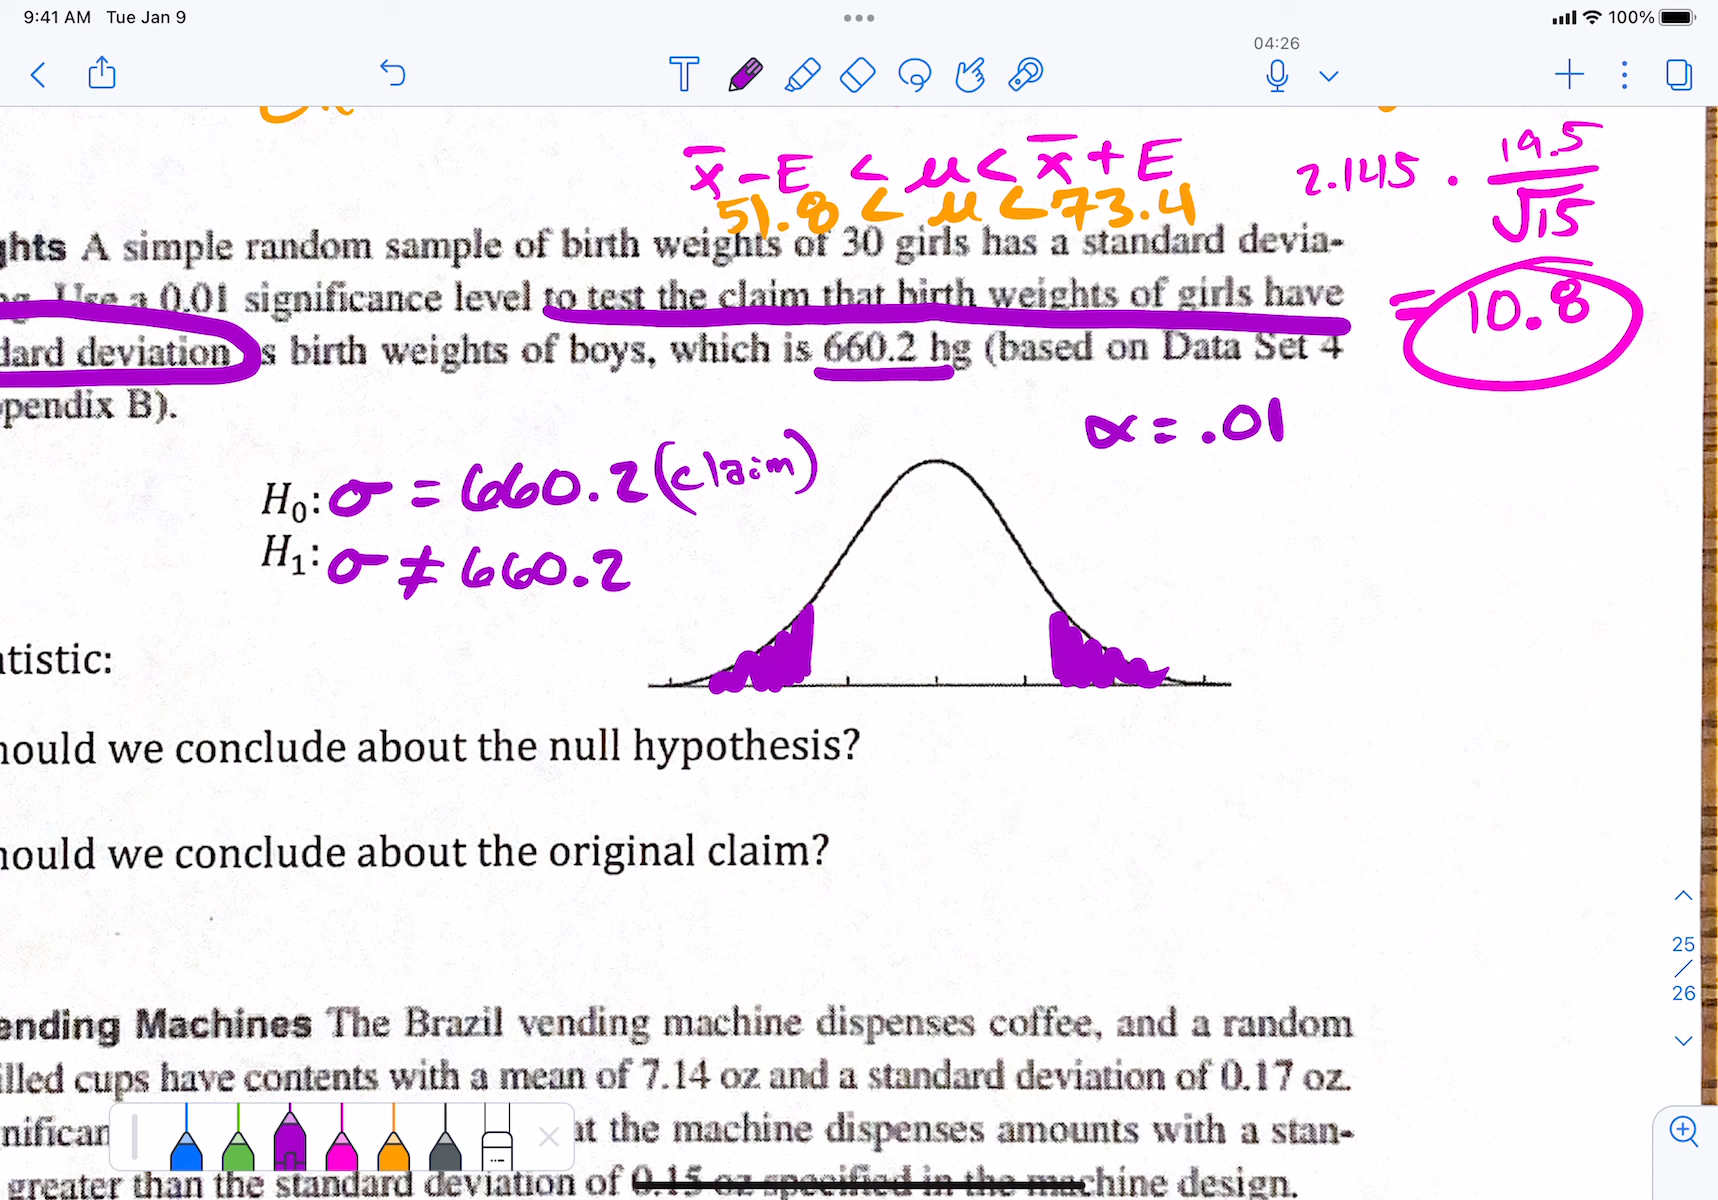 9:41 AM Tue Jan 9
100%
04:26
x̄ - E < μ < x̄ + E
51.8 < μ < 73.4
2.145 · 19.5 / √15
= 10.8
ghts A simple random sample of birth weights of 30 girls has a standard devia-
Use a 0.01 significance level to test the claim that birth weights of girls have
dard deviation s birth weights of boys, which is 660.2 hg (based on Data Set 4
pendix B).
α = .01
H₀: σ = 660.2 (claim)
H₁: σ ≠ 660.2
tistic:
hould we conclude about the null hypothesis?
hould we conclude about the original claim?
25
/
26
ending Machines The Brazil vending machine dispenses coffee, and a random
illed cups have contents with a mean of 7.14 oz and a standard deviation of 0.17 oz.
nifican at the machine dispenses amounts with a stan-
greater than the standard deviation of 0.15 oz specified in the machine design.